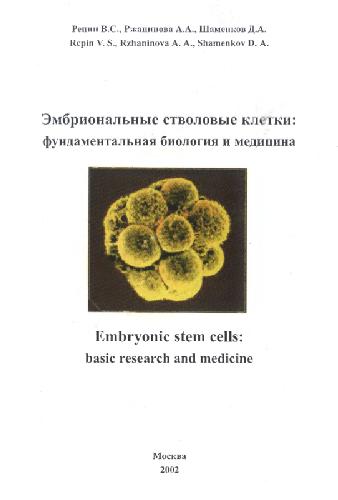 Репин В.С., Ржанинова А.А., Шаменков Д.А.
Repin V. S., Rzhaninova A. A., Shamenkov D. A.
Эмбриональные стволовые клетки:
фундаментальная биология и медицина
Embryonic stem cells:
basic research and medicine
Москва
2002